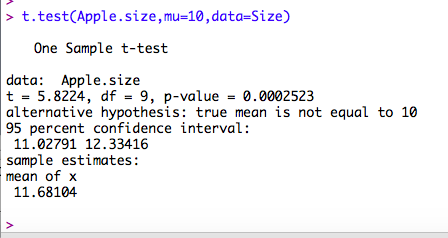 >
> t.test(Apple.size,mu=10,data=Size)
One Sample t-test
data:  Apple.size
t = 5.8224, df = 9, p-value = 0.0002523
alternative hypothesis: true mean is not equal to 10
95 percent confidence interval:
 11.02791 12.33416
sample estimates:
mean of x
 11.68104
>